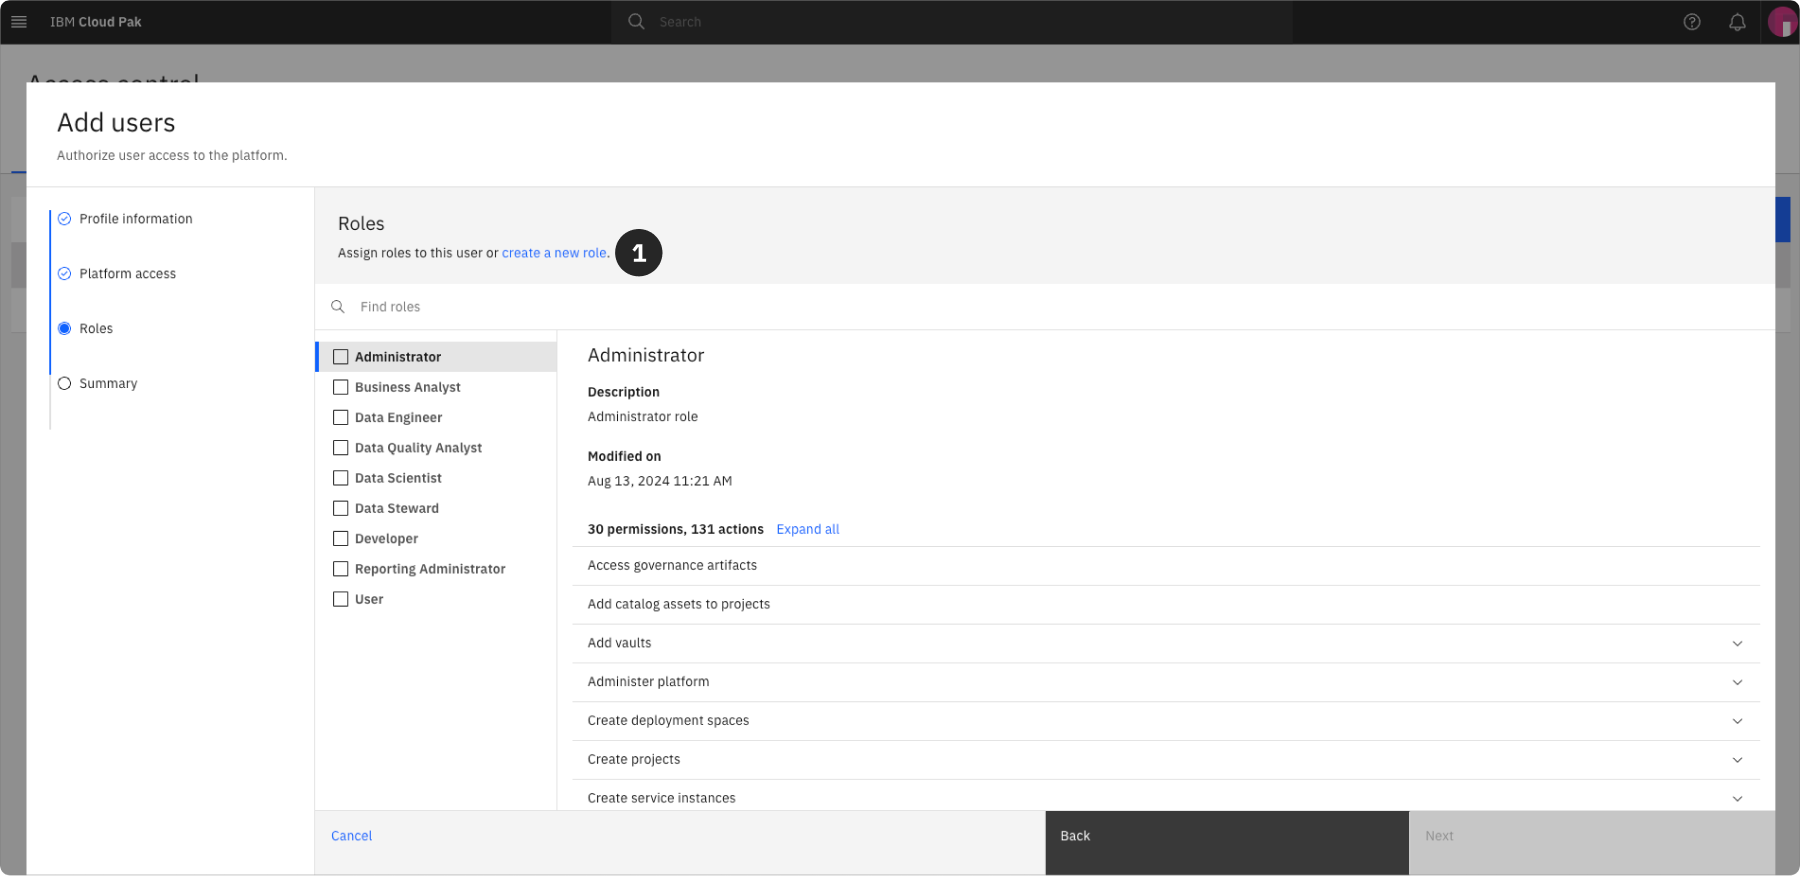 IBM Cloud Pak
Search
Access control
Add users
Authorize user access to the platform.
Profile information
Platform access
Roles
Summary
Roles
Assign roles to this user or create a new role.
1
Find roles
Administrator
Business Analyst
Data Engineer
Data Quality Analyst
Data Scientist
Data Steward
Developer
Reporting Administrator
User
Administrator
Description
Administrator role
Modified on
Aug 13, 2024 11:21 AM
30 permissions, 131 actions Expand all
Access governance artifacts
Add catalog assets to projects
Add vaults
Administer platform
Create deployment spaces
Create projects
Create service instances
Cancel
Back
Next